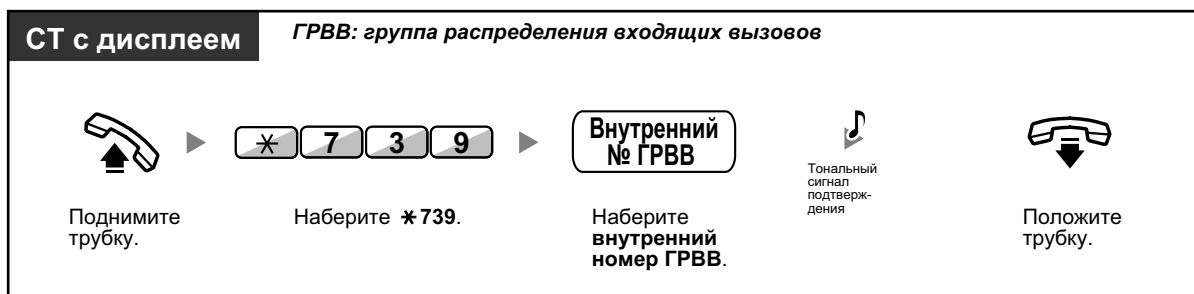 СТ с дисплеем
ГРВВ: группа распределения входящих вызовов
* 7 3 9
Внутренний
№ ГРВВ
Тональный
сигнал
подтверж-
дения
Поднимите
трубку.
Наберите *739.
Наберите
внутренний
номер ГРВВ.
Положите
трубку.